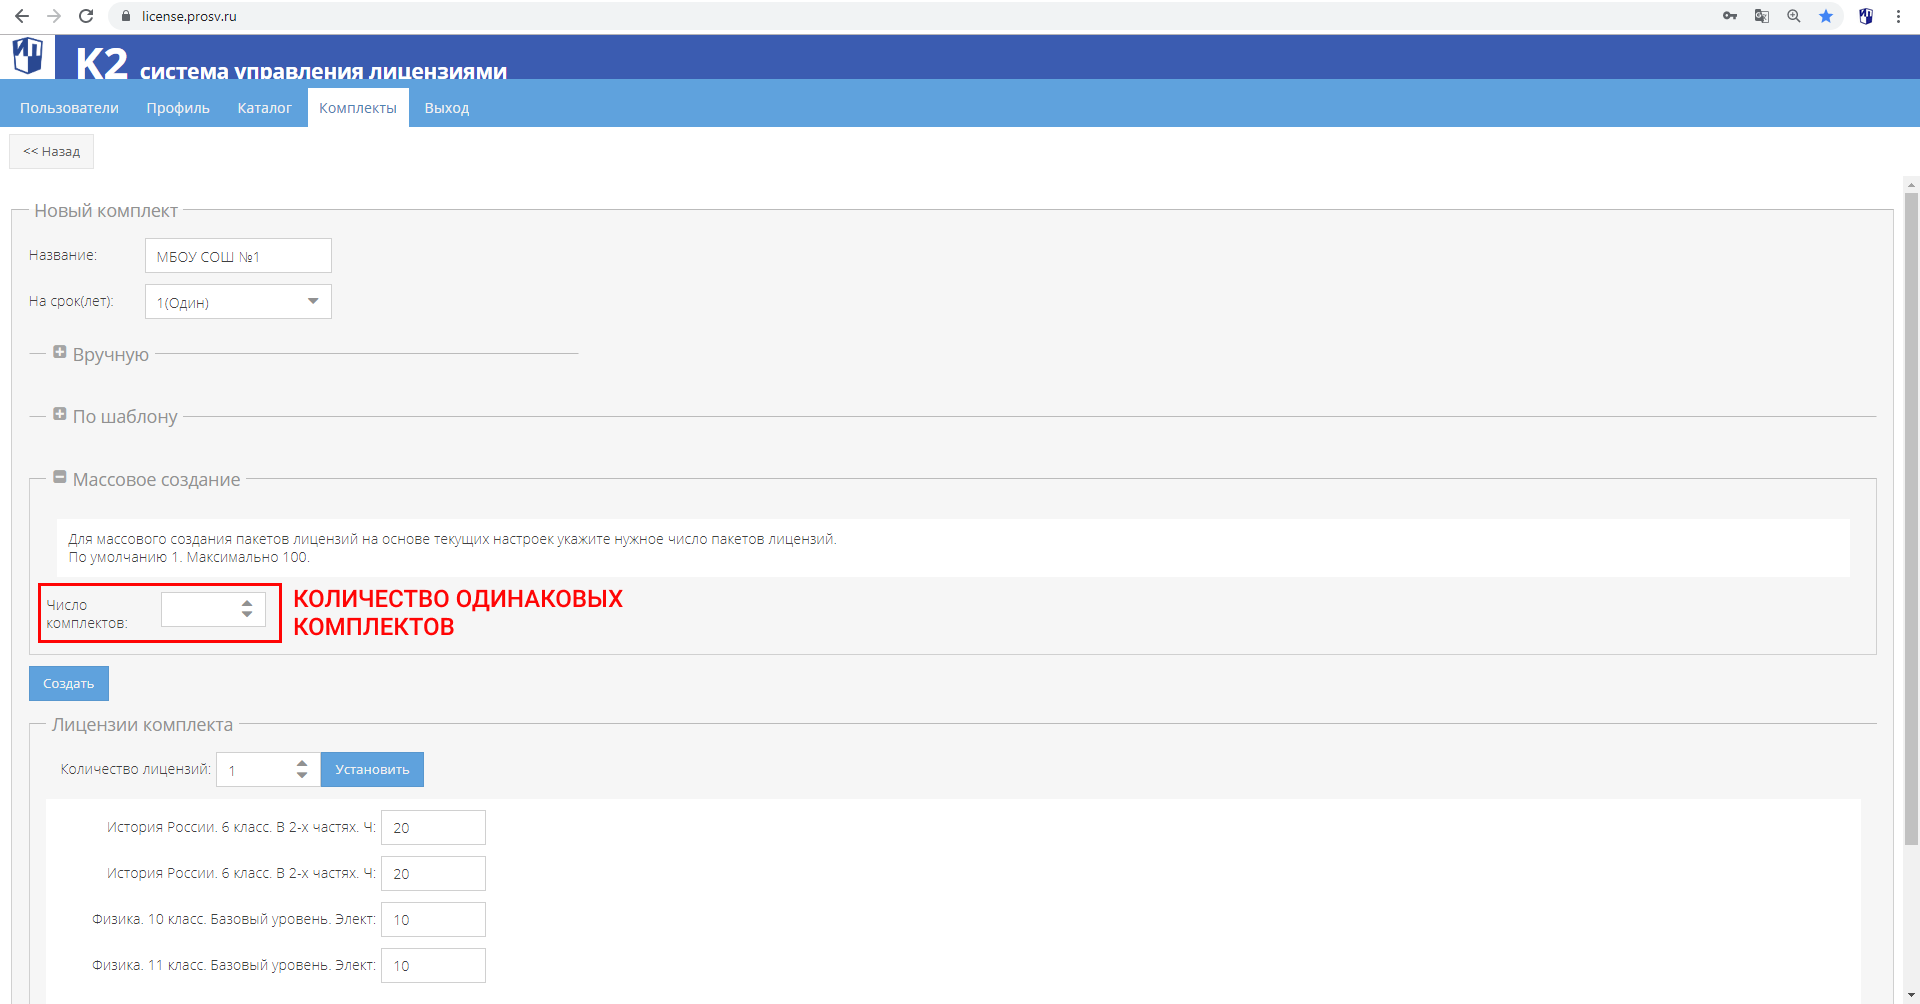 license.prosv.ru
ИП
K2 система управления лицензиями
Пользователи Профиль Каталог Комплекты Выход
<< Назад
Новый комплект
Название: МБОУ СОШ №1
На срок(лет): 1(Один)
Вручную
По шаблону
Массовое создание
Для массового создания пакетов лицензий на основе текущих настроек укажите нужное число пакетов лицензий.
По умолчанию 1. Максимально 100.
Число
комплектов:
КОЛИЧЕСТВО ОДИНАКОВЫХ
КОМПЛЕКТОВ
Создать
Лицензии комплекта
Количество лицензий: 1 Установить
История России. 6 класс. В 2-х частях. Ч: 20
История России. 6 класс. В 2-х частях. Ч: 20
Физика. 10 класс. Базовый уровень. Элект: 10
Физика. 11 класс. Базовый уровень. Элект: 10